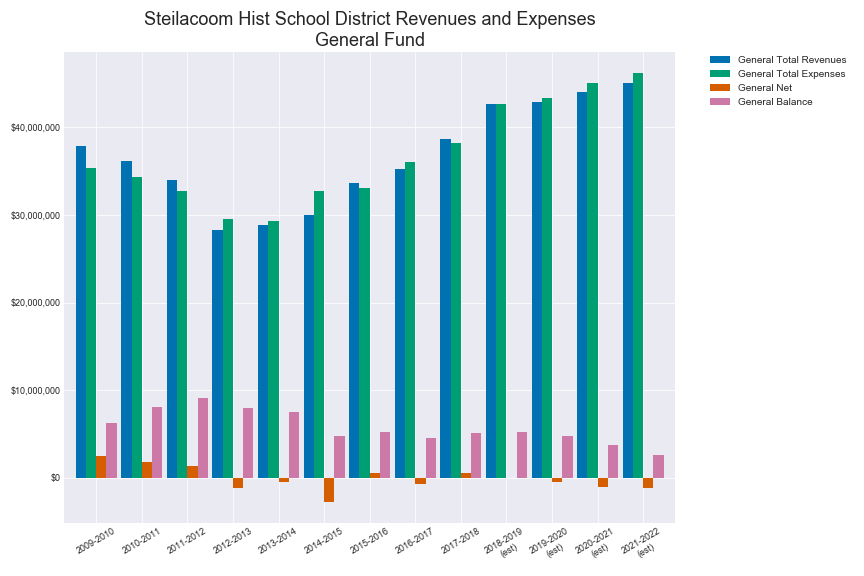 Steilacoom Hist School District Revenues and Expenses
General Fund
General Total Revenues
General Total Expenses
General Net
General Balance
$40,000,000
$30,000,000
$20,000,000
$10,000,000
$0
2009-2010
2010-2011
2011-2012
2012-2013
2013-2014
2014-2015
2015-2016
2016-2017
2017-2018
2018-2019
(est)
2019-2020
(est)
2020-2021
(est)
2021-2022
(est)